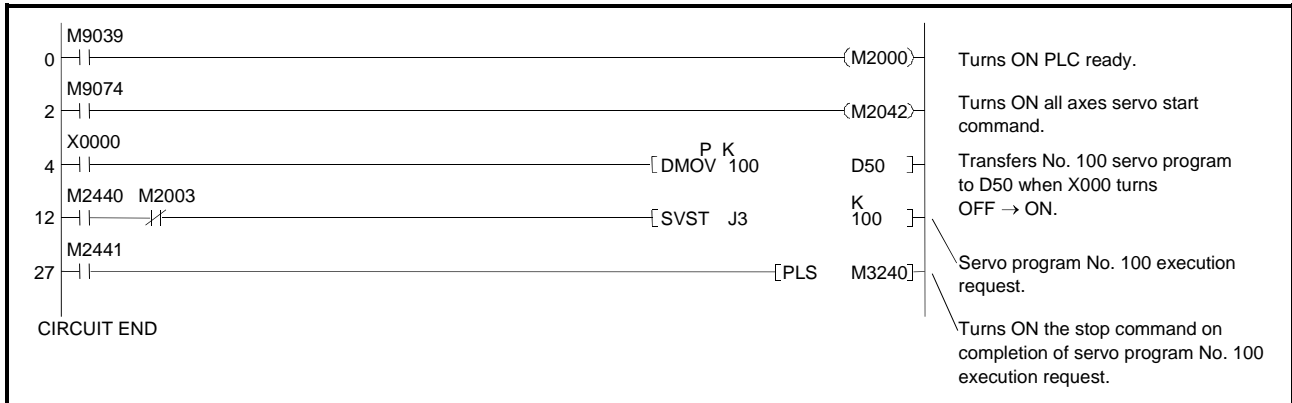 M9039
0 (M2000) Turns ON PLC ready.
M9074
2 (M2042) Turns ON all axes servo start
command.
X0000
4 [DMOV P K 100 D50 ] Transfers No. 100 servo program
to D50 when X000 turns
OFF → ON.
M2440 M2003
12 [SVST J3 K 100 ]
Servo program No. 100 execution
request.
M2441
27 [PLS M3240]
CIRCUIT END
Turns ON the stop command on
completion of servo program No. 100
execution request.